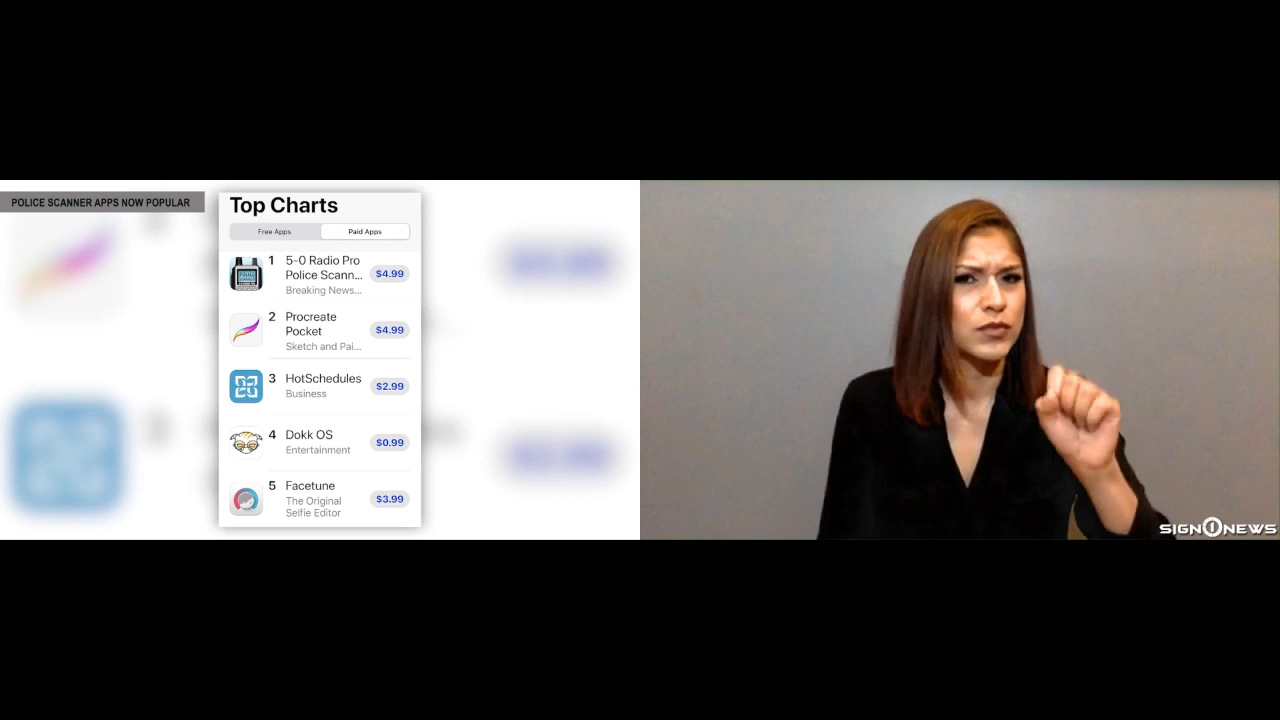 POLICE SCANNER APPS NOW POPULAR
Top Charts
Free Apps
Paid Apps
1
5-0 Radio Pro
Police Scann...
Breaking News...
$4.99
2
Procreate
Pocket
Sketch and Pai...
$4.99
3
HotSchedules
Business
$2.99
4
Dokk OS
Entertainment
$0.99
5
Facetune
The Original
Selfie Editor
$3.99
SIGN1NEWS